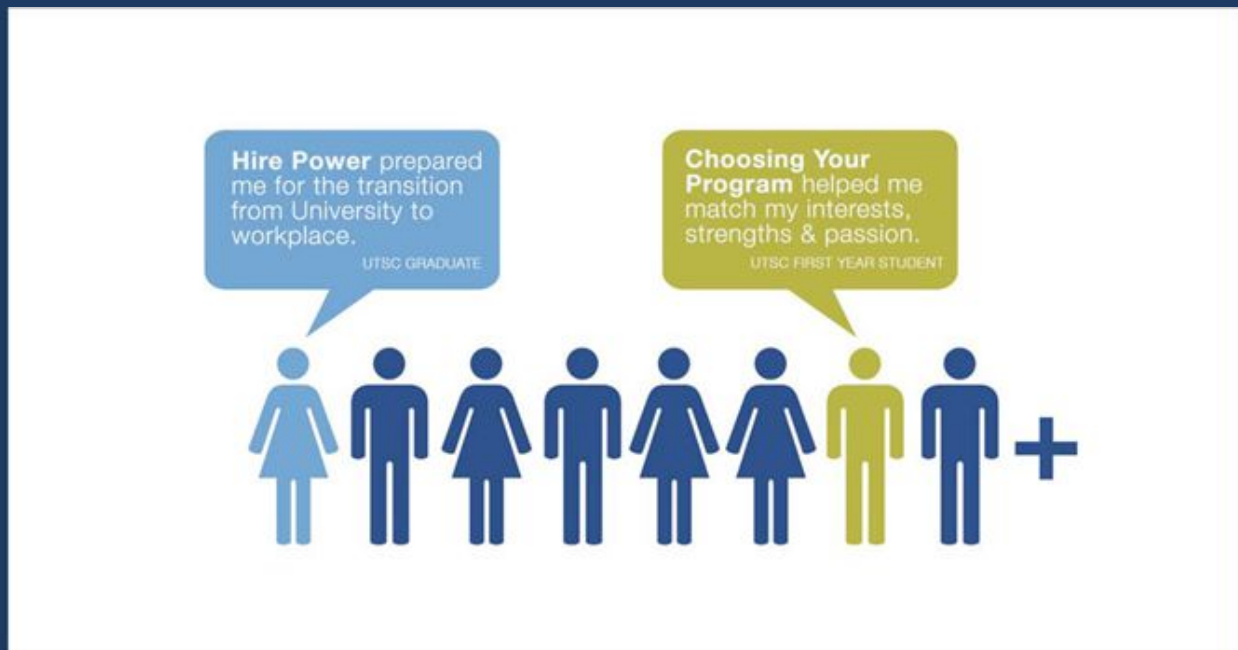 Hire Power prepared
me for the transition
from University to
workplace.
UTSC GRADUATE
Choosing Your
Program helped me
match my interests,
strengths & passion.
UTSC FIRST YEAR STUDENT
+